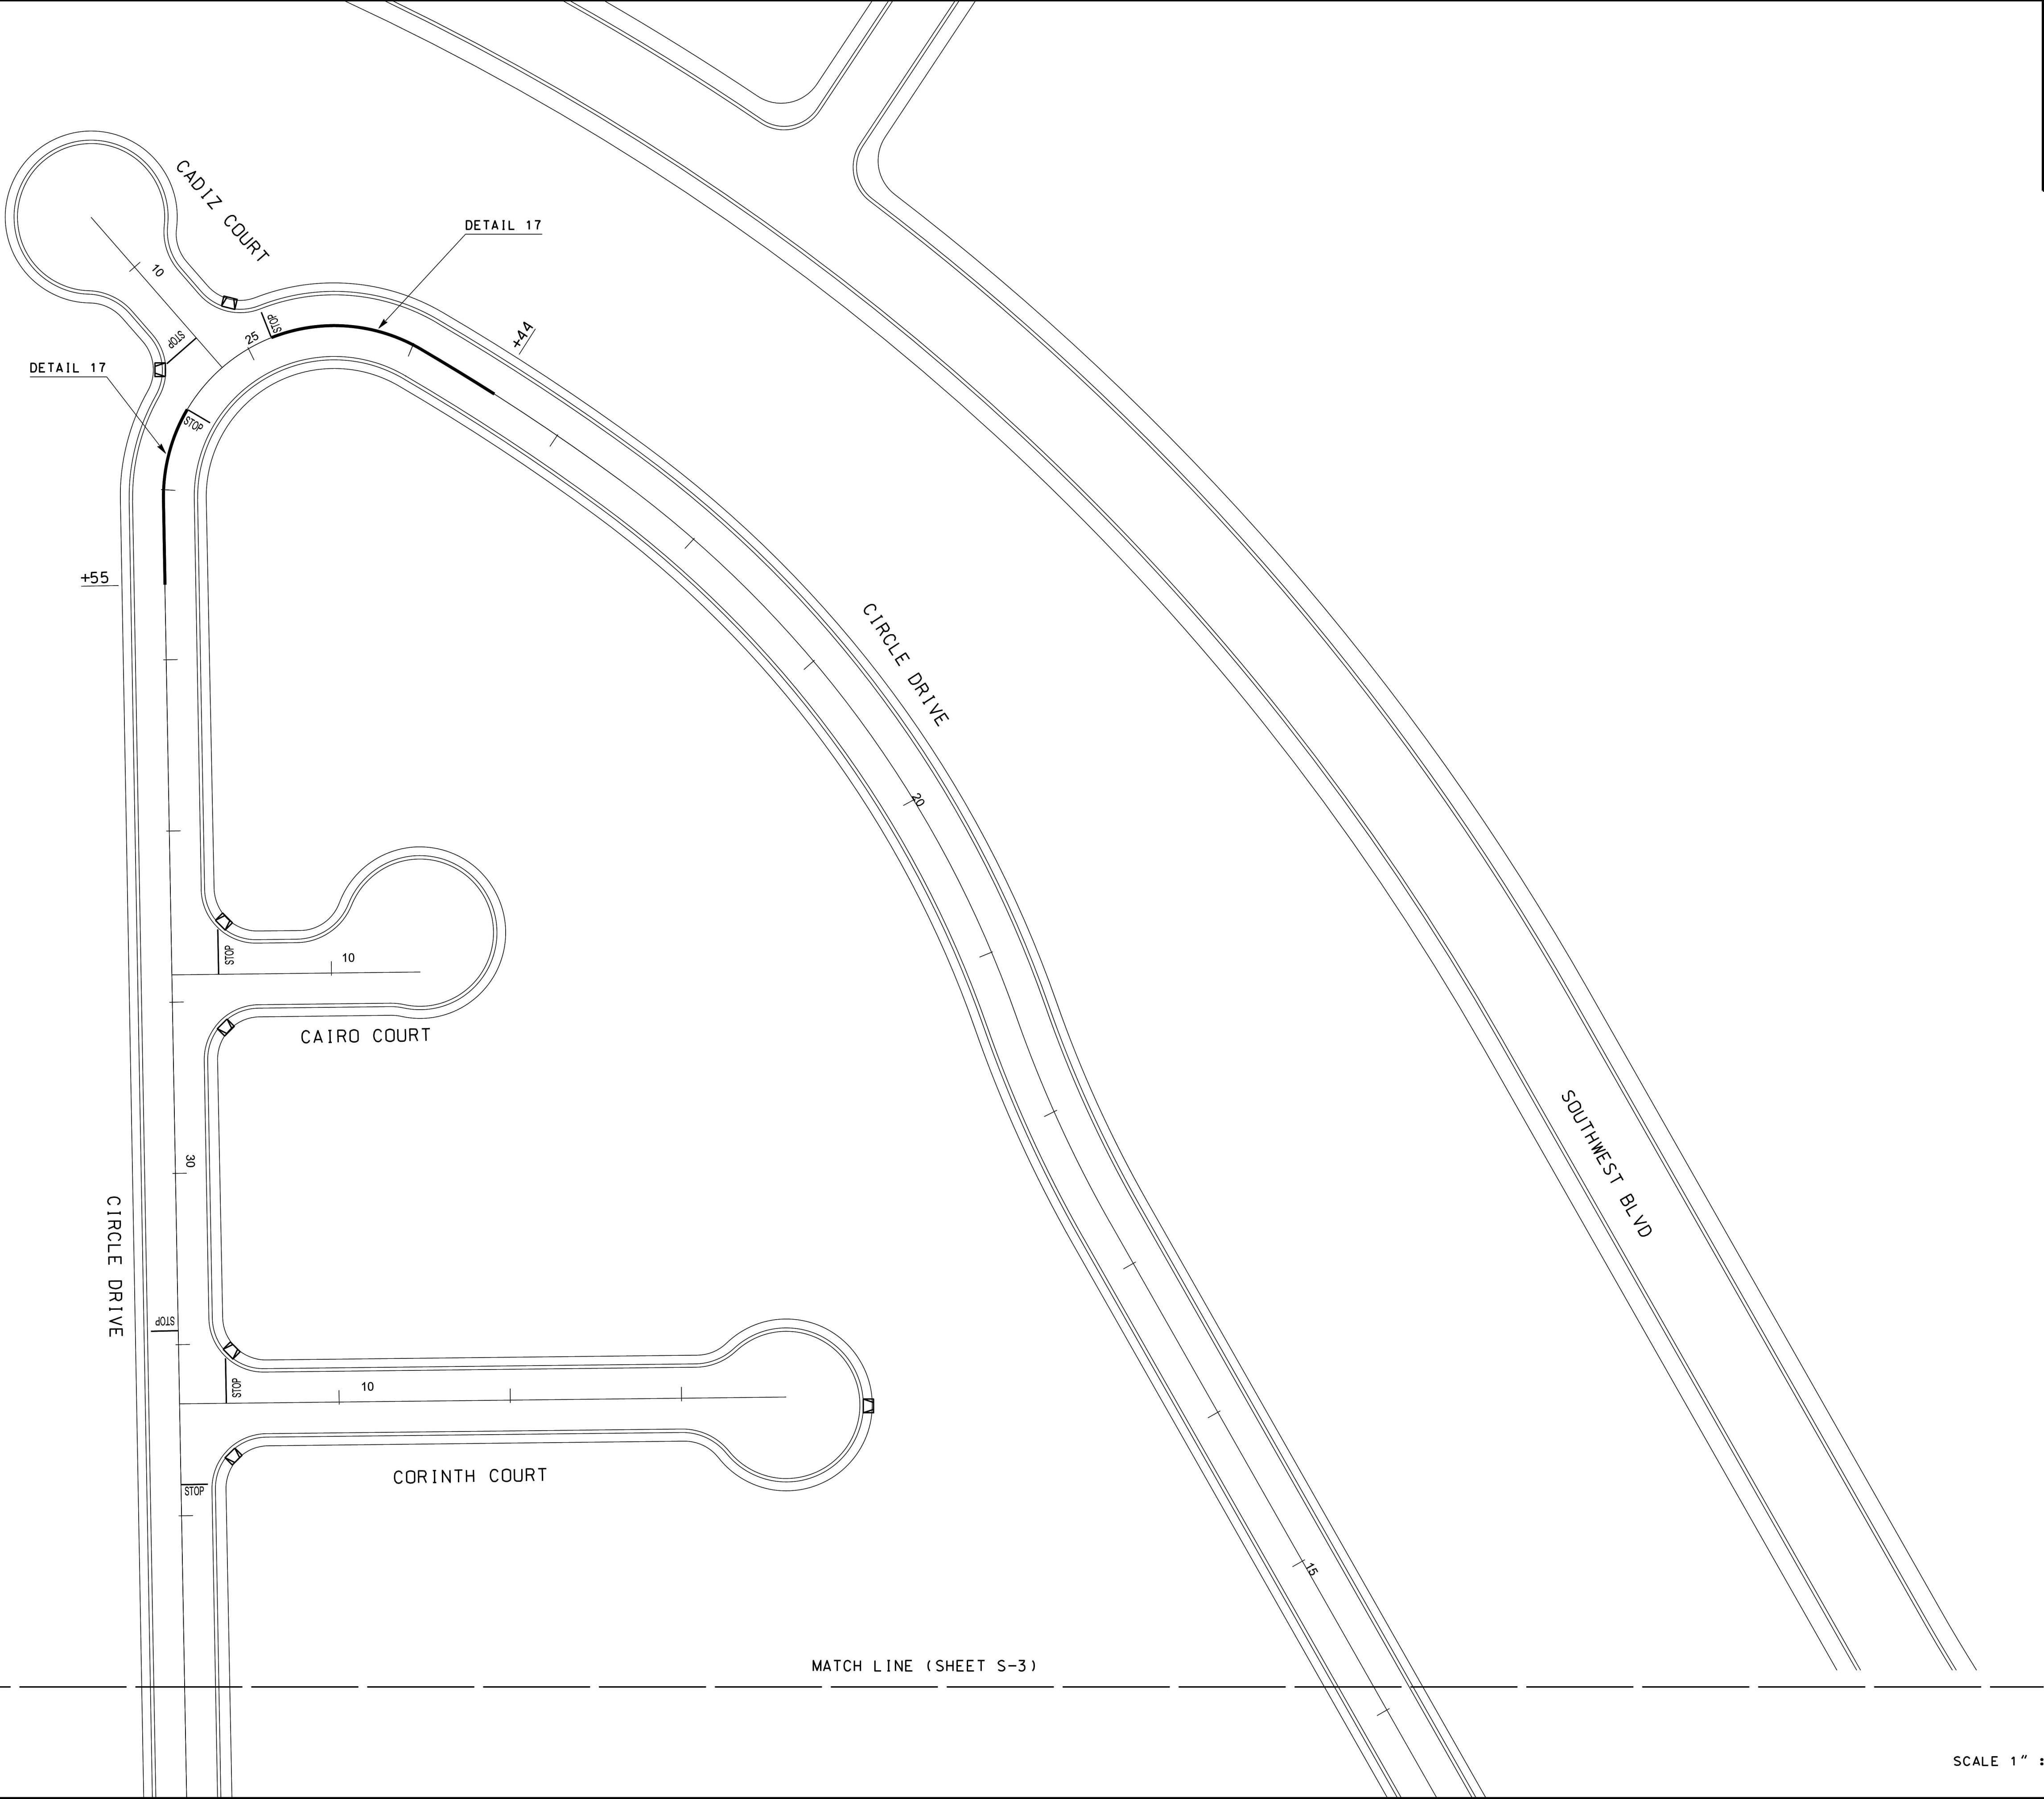 CADIZ COURT
DETAIL 17
10
STOP
STOP
25
+44
DETAIL 17
STOP
+55
CIRCLE DRIVE
20
STOP
10
CAIRO COURT
SOUTHWEST BLVD
30
CIRCLE DRIVE
STOP
STOP
10
CORINTH COURT
STOP
15
MATCH LINE (SHEET S-3)
SCALE 1" :